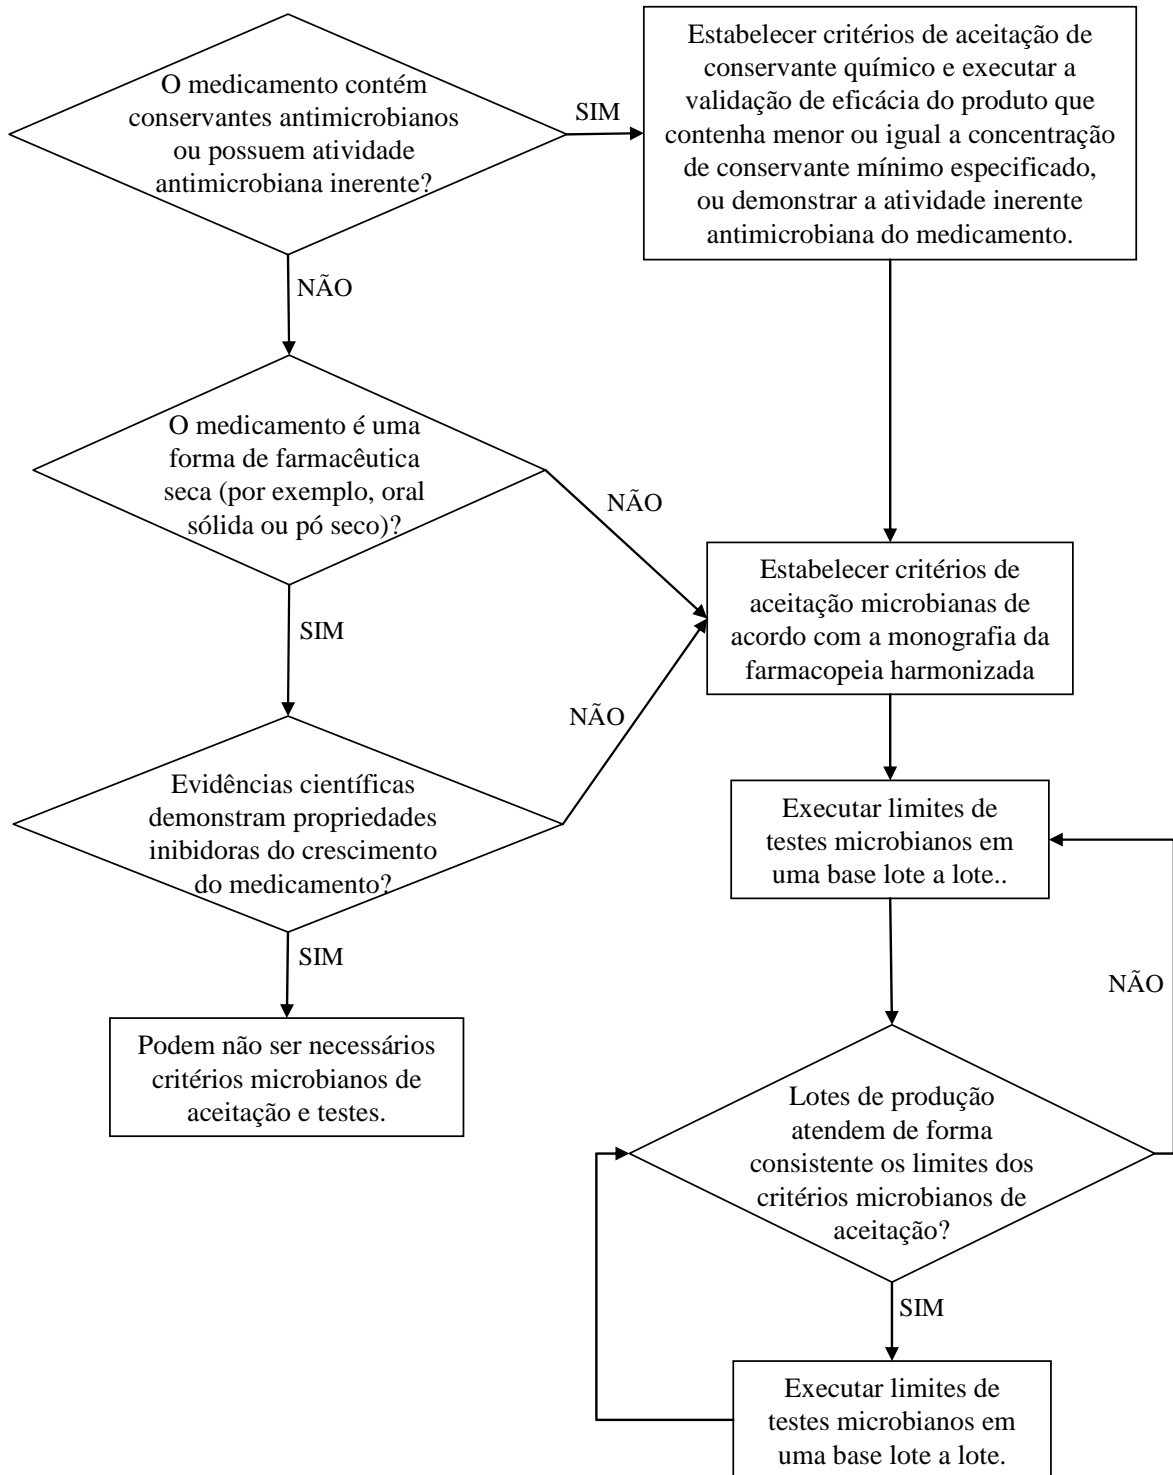 O medicamento contém
conservantes antimicrobianos
ou possuem atividade
antimicrobiana inerente?
SIM
Estabelecer critérios de aceitação de
conservante químico e executar a
validação de eficácia do produto que
contenha menor ou igual a concentração
de conservante mínimo especificado,
ou demonstrar a atividade inerente
antimicrobiana do medicamento.
NÃO
O medicamento é uma
forma de farmacêutica
seca (por exemplo, oral
sólida ou pó seco)?
NÃO
SIM
Estabelecer critérios de
aceitação microbianas de
acordo com a monografia da
farmacopeia harmonizada
NÃO
Evidências científicas
demonstram propriedades
inibidoras do crescimento
do medicamento?
SIM
Podem não ser necessários
critérios microbianos de
aceitação e testes.
Executar limites de
testes microbianos em
uma base lote a lote..
NÃO
Lotes de produção
atendem de forma
consistente os limites dos
critérios microbianos de
aceitação?
SIM
Executar limites de
testes microbianos em
uma base lote a lote.